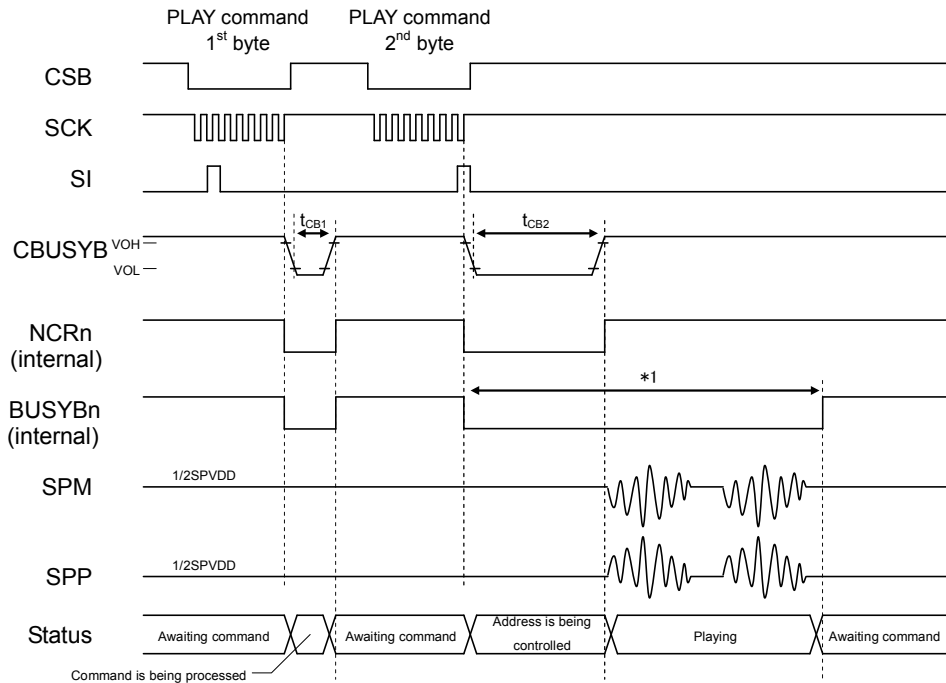 PLAY command
1st byte
PLAY command
2nd byte
CSB
SCK
SI
tCB1
tCB2
CBUSYB
VOH
VOL
NCRn
(internal)
*1
BUSYBn
(internal)
SPM
1/2SPVDD
SPP
1/2SPVDD
Status
Awaiting command
Awaiting command
Address is being
controlled
Playing
Awaiting command
Command is being processed